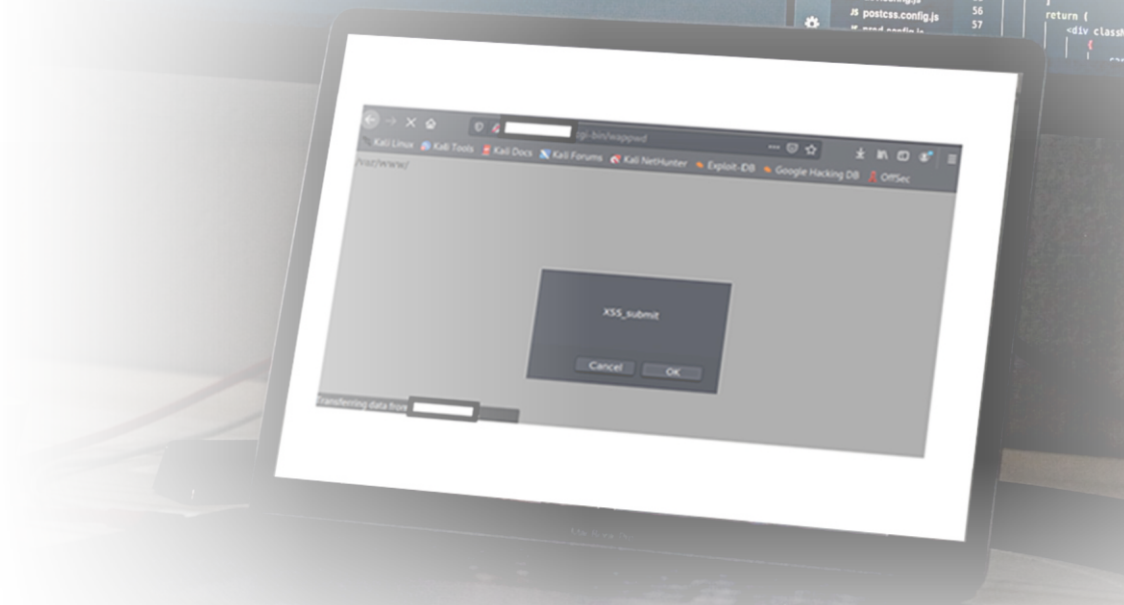 JS postcss.config.js
56
57
return (
<div
{
cgi-bin/wappwd
Kali Linux Kali Tools Kali Docs Kali Forums Kali NetHunter Exploit-DB Google Hacking DB OffSec
/var/www/
XSS_submit
Cancel OK
Transferring data from